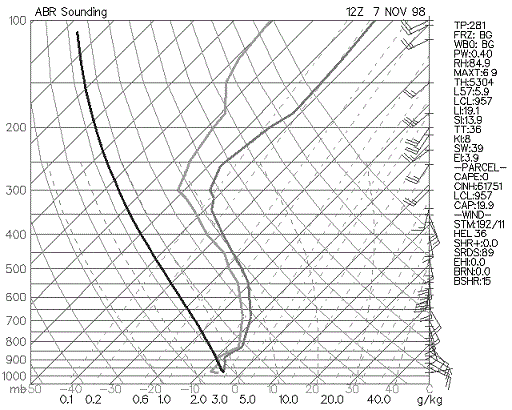 ABR Sounding
12Z 7 NOV 98
100
200
300
400
500
600
700
800
900
1000
mb
-50 -40 -30 -20 -10 0 10 20 30 40 C
0.1 0.2 0.6 1.0 2.0 3.0 5.0 10.0 20.0 40.0 g/kg
TP:281
FRZ: BG
WB0: BG
PW:0.40
RH:84.9
MAXT:6.9
TH:5304
L57:5.9
LCL:957
LI:19.1
SI:13.9
TT:36
KI:8
SW:39
EI:3.9
-PARCEL-
CAPE:0
CINH:61751
LCL:957
CAP:19.9
-WIND-
STM:192/11
HEL:36
SHR+:0.0
SRDS:89
EHI:0.0
BRN:0.0
BSHR:15